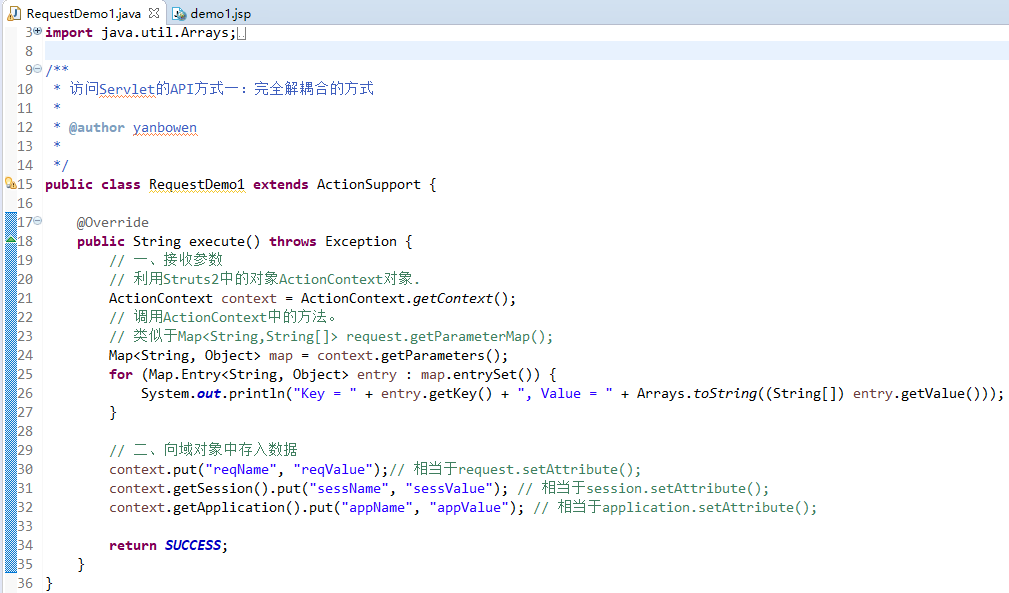 RequestDemo1.java demo1.jsp
3 import java.util.Arrays;
8
9 /**
10 * 访问Servlet的API方式一：完全解耦合的方式
11 *
12 * @author yanbowen
13 *
14 */
15 public class RequestDemo1 extends ActionSupport {
16
17 @Override
18 public String execute() throws Exception {
19 // 一、接收参数
20 // 利用Struts2中的对象ActionContext对象.
21 ActionContext context = ActionContext.getContext();
22 // 调用ActionContext中的方法。
23 // 类似于Map<String,String[]> request.getParameterMap();
24 Map<String, Object> map = context.getParameters();
25 for (Map.Entry<String, Object> entry : map.entrySet()) {
26 System.out.println("Key = " + entry.getKey() + ", Value = " + Arrays.toString((String[]) entry.getValue()));
27 }
28
29 // 二、向域对象中存入数据
30 context.put("reqName", "reqValue");// 相当于request.setAttribute();
31 context.getSession().put("sessName", "sessValue"); // 相当于session.setAttribute();
32 context.getApplication().put("appName", "appValue"); // 相当于application.setAttribute();
33
34 return SUCCESS;
35 }
36 }